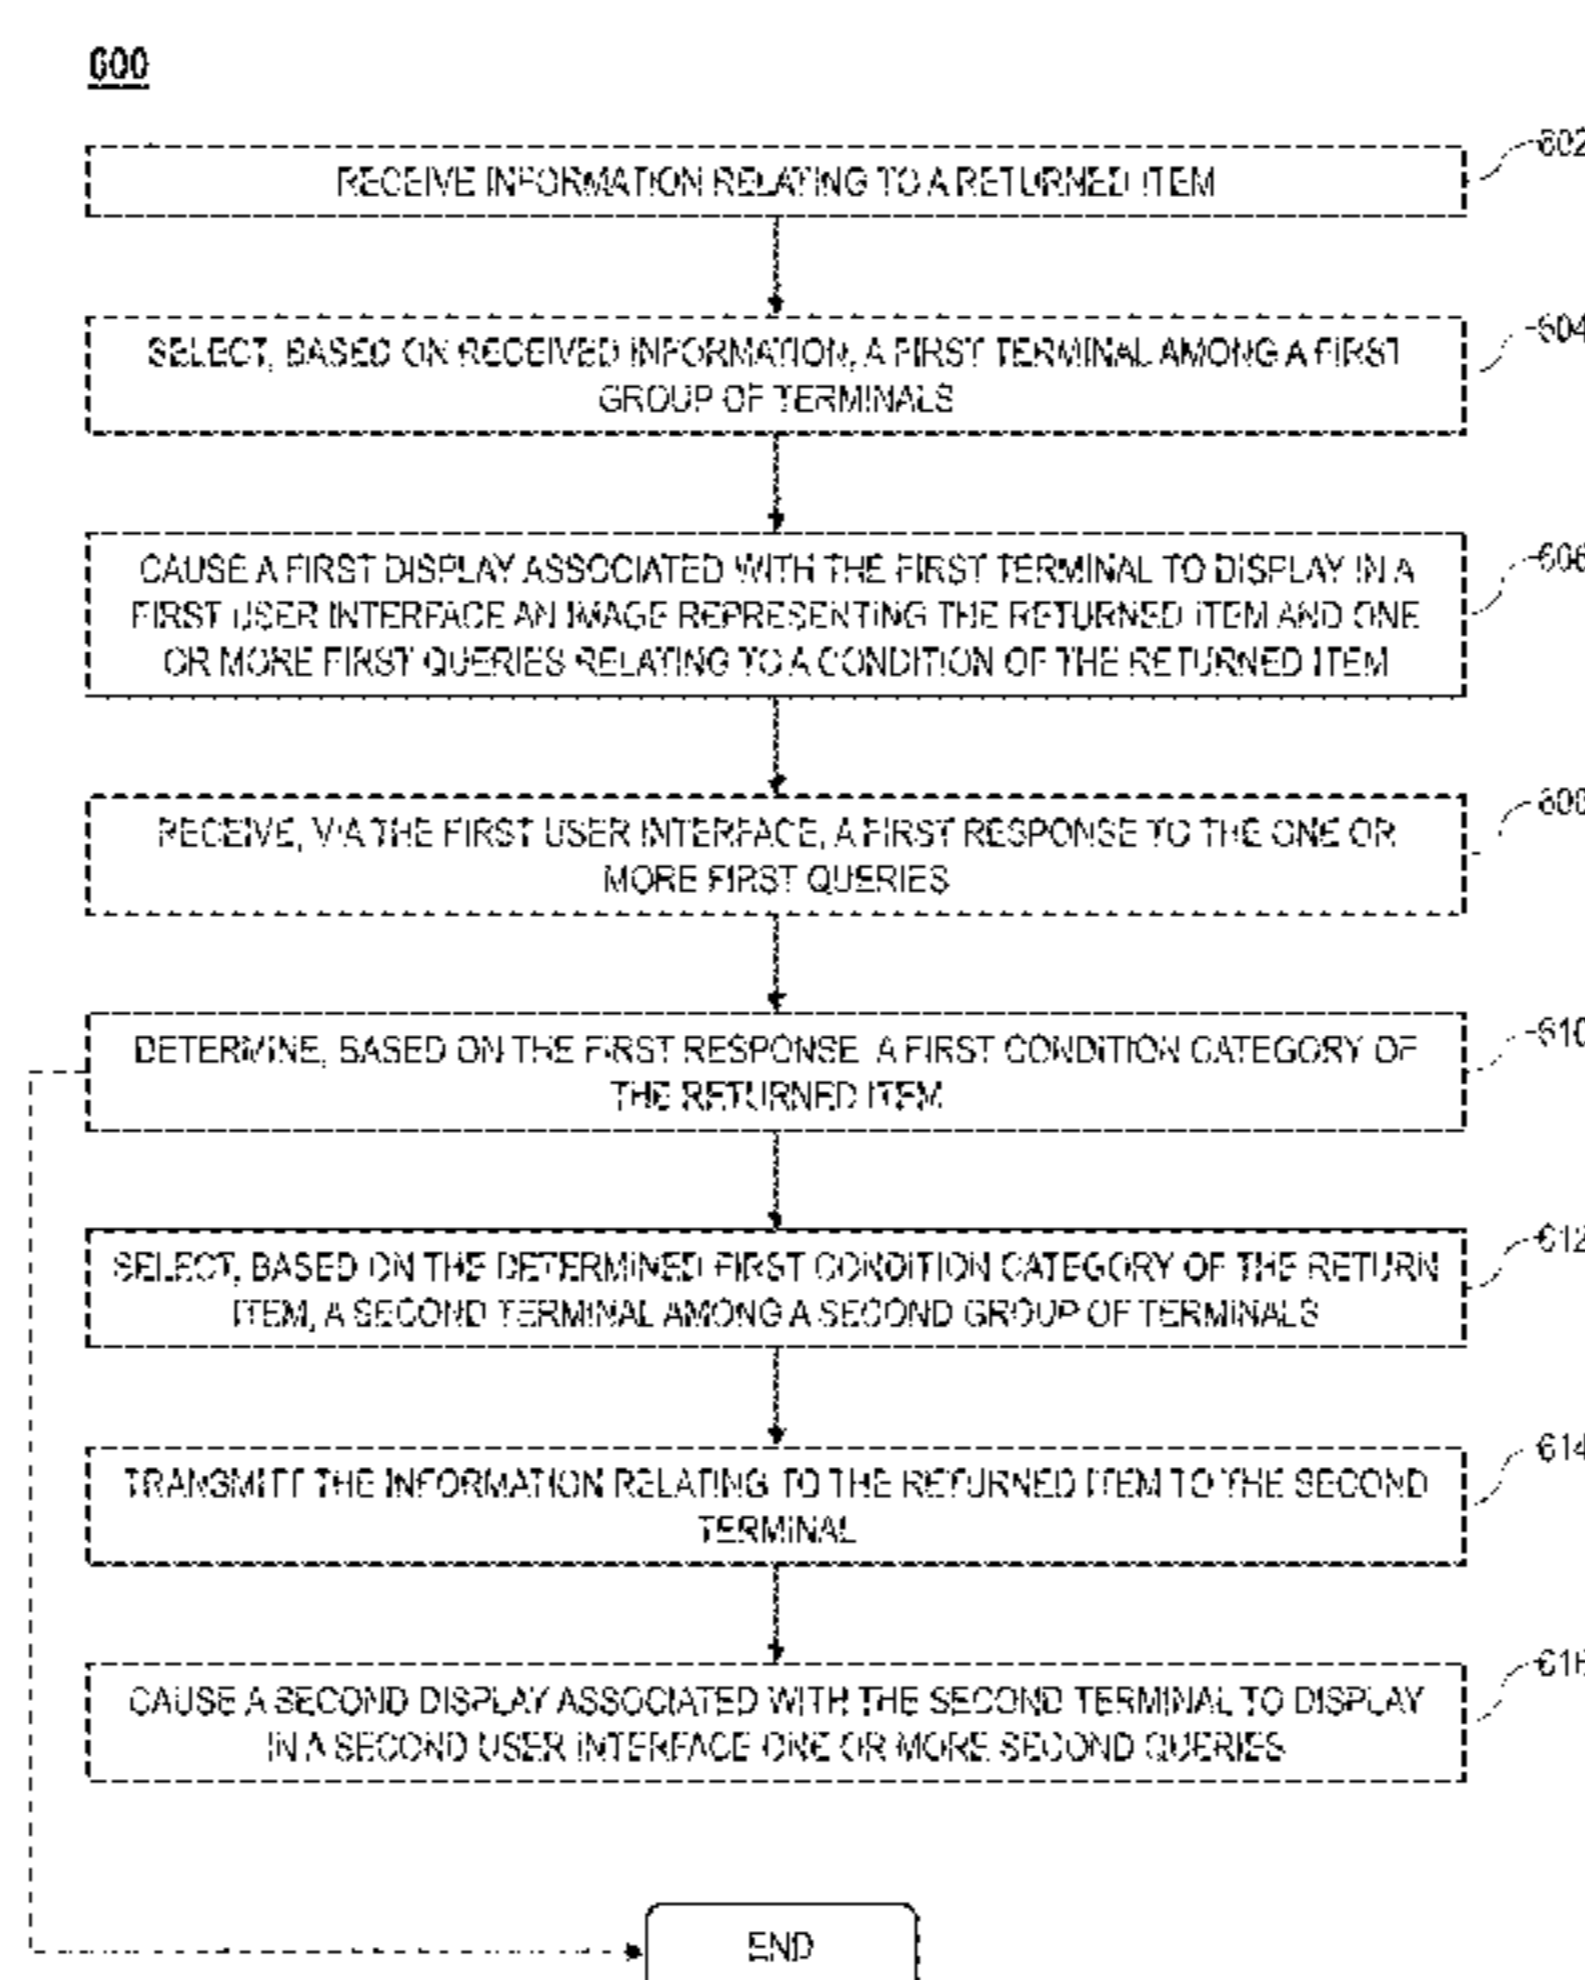 600
602
RECEIVE INFORMATION RELATING TO A RETURNED ITEM
604
SELECT, BASED ON RECEIVED INFORMATION, A FIRST TERMINAL AMONG A FIRST
GROUP OF TERMINALS
606
CAUSE A FIRST DISPLAY ASSOCIATED WITH THE FIRST TERMINAL TO DISPLAY IN A
FIRST USER INTERFACE AN IMAGE REPRESENTING THE RETURNED ITEM AND ONE
OR MORE FIRST QUERIES RELATING TO A CONDITION OF THE RETURNED ITEM
608
RECEIVE, VIA THE FIRST USER INTERFACE, A FIRST RESPONSE TO THE ONE OR
MORE FIRST QUERIES
610
DETERMINE, BASED ON THE FIRST RESPONSE A FIRST CONDITION CATEGORY OF
THE RETURNED ITEM
612
SELECT, BASED ON THE DETERMINED FIRST CONDITION CATEGORY OF THE RETURN
ITEM, A SECOND TERMINAL AMONG A SECOND GROUP OF TERMINALS
614
TRANSMITT THE INFORMATION RELATING TO THE RETURNED ITEM TO THE SECOND
TERMINAL
616
CAUSE A SECOND DISPLAY ASSOCIATED WITH THE SECOND TERMINAL TO DISPLAY
IN A SECOND USER INTERFACE ONE OR MORE SECOND QUERIES
END